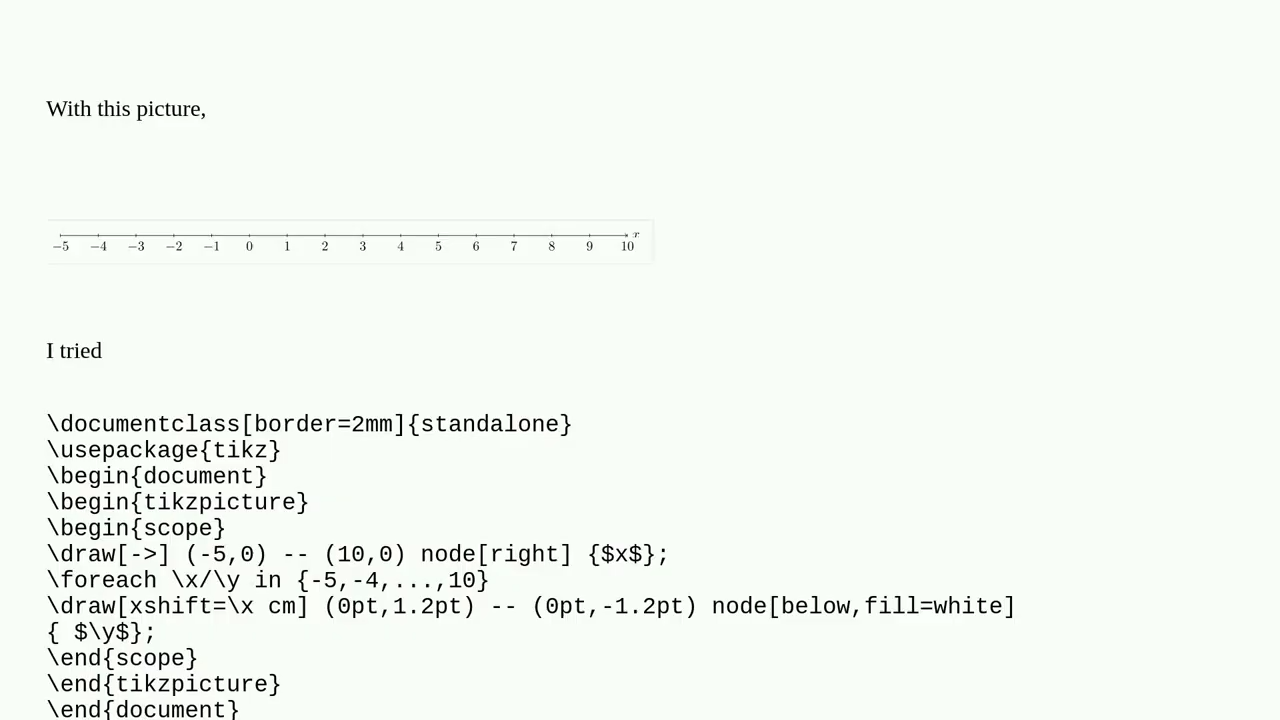 With this picture,
−5 −4 −3 −2 −1 0 1 2 3 4 5 6 7 8 9 10 x
I tried
\documentclass[border=2mm]{standalone}
\usepackage{tikz}
\begin{document}
\begin{tikzpicture}
\begin{scope}
\draw[->] (-5,0) -- (10,0) node[right] {$x$};
\foreach \x/\y in {-5,-4,...,10}
\draw[xshift=\x cm] (0pt,1.2pt) -- (0pt,-1.2pt) node[below,fill=white]
{ $\y$};
\end{scope}
\end{tikzpicture}
\end{document}